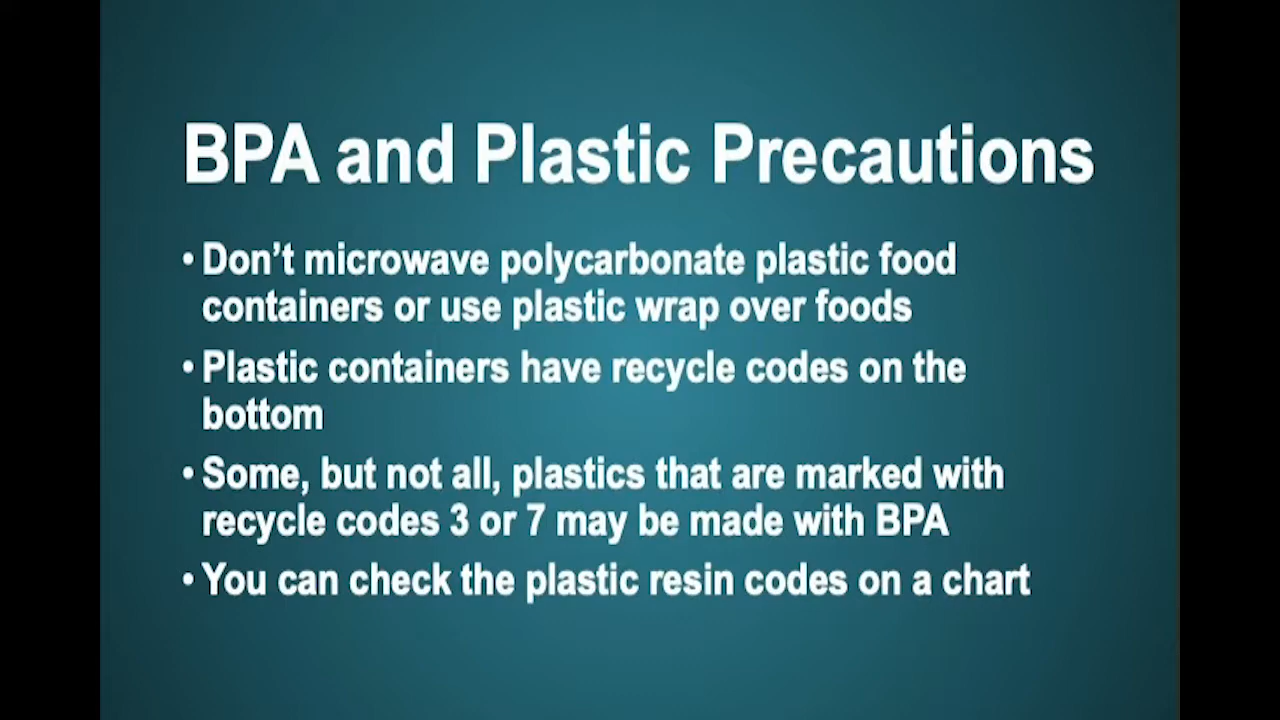 BPA and Plastic Precautions
• Don’t microwave polycarbonate plastic food
containers or use plastic wrap over foods
• Plastic containers have recycle codes on the
bottom
• Some, but not all, plastics that are marked with
recycle codes 3 or 7 may be made with BPA
• You can check the plastic resin codes on a chart